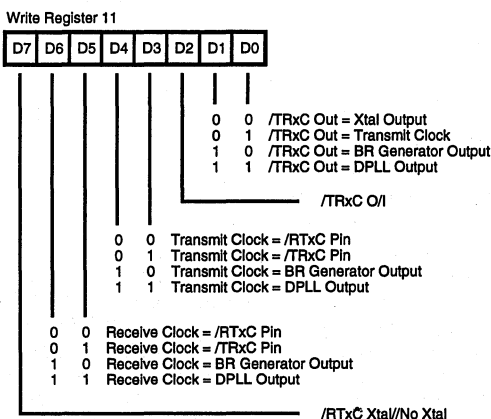 Write Register 11
D7 D6 D5 D4 D3 D2 D1 D0
0 0 /TRxC Out = Xtal Output
0 1 /TRxC Out = Transmit Clock
1 0 /TRxC Out = BR Generator Output
1 1 /TRxC Out = DPLL Output
/TRxC O/I
0 0 Transmit Clock = /RTxC Pin
0 1 Transmit Clock = /TRxC Pin
1 0 Transmit Clock = BR Generator Output
1 1 Transmit Clock = DPLL Output
0 0 Receive Clock = /RTxC Pin
0 1 Receive Clock = /TRxC Pin
1 0 Receive Clock = BR Generator Output
1 1 Receive Clock = DPLL Output
/RTxC Xtal//No Xtal